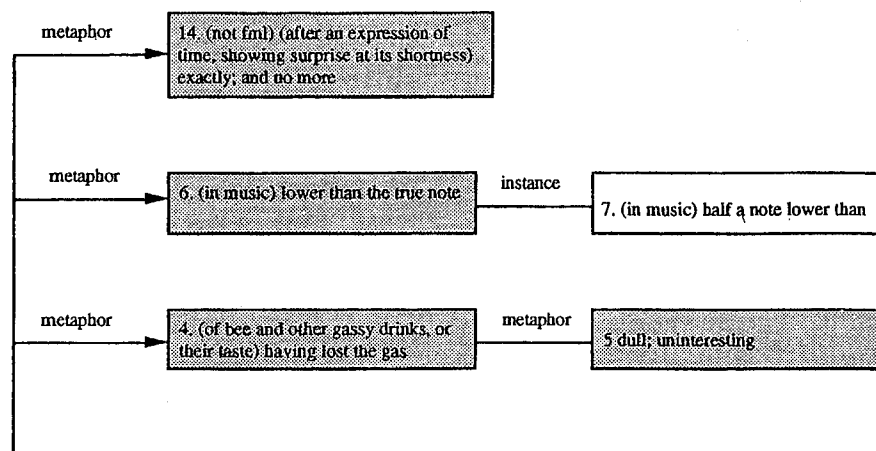 metaphor
14. (not fml) (after an expression of
time, showing surprise at its shortness)
exactly; and no more
metaphor
6. (in music) lower than the true note
instance
7. (in music) half a note lower than
metaphor
4. (of bee and other gassy drinks, or
their taste) having lost the gas
metaphor
5 dull; uninteresting